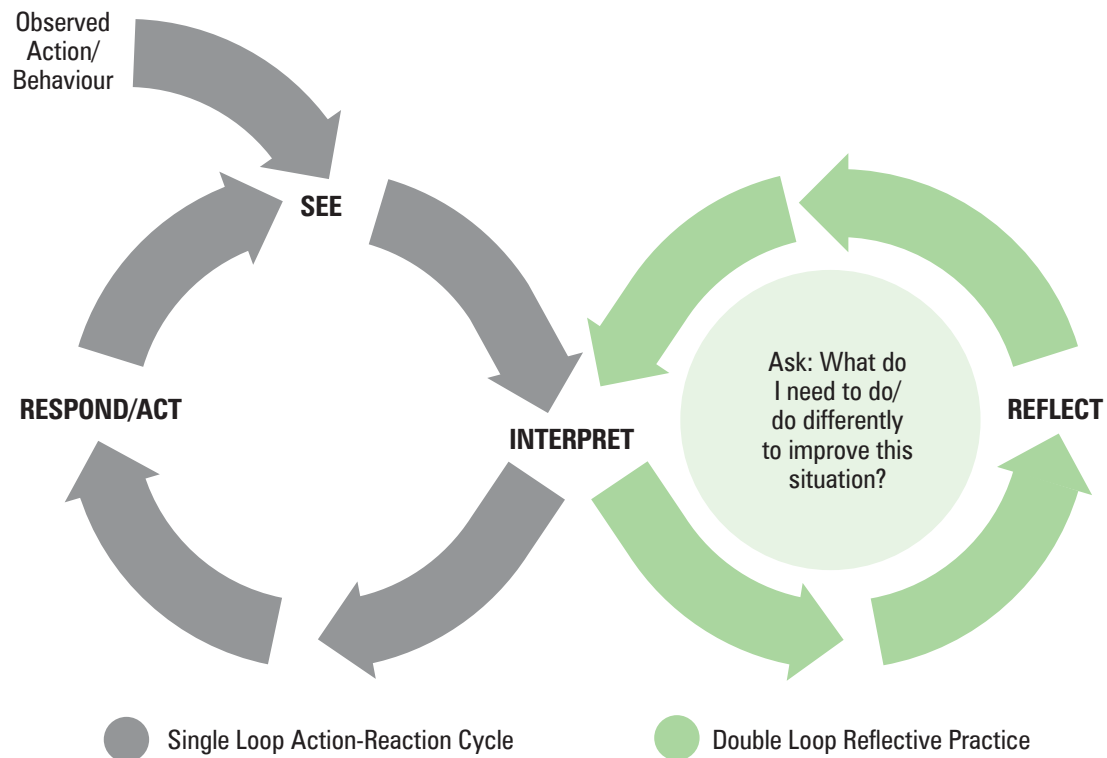 Observed
Action/
Behaviour
SEE
RESPOND/ACT
INTERPRET
Ask: What do
I need to do/
do differently
to improve this
situation?
REFLECT
Single Loop Action-Reaction Cycle
Double Loop Reflective Practice